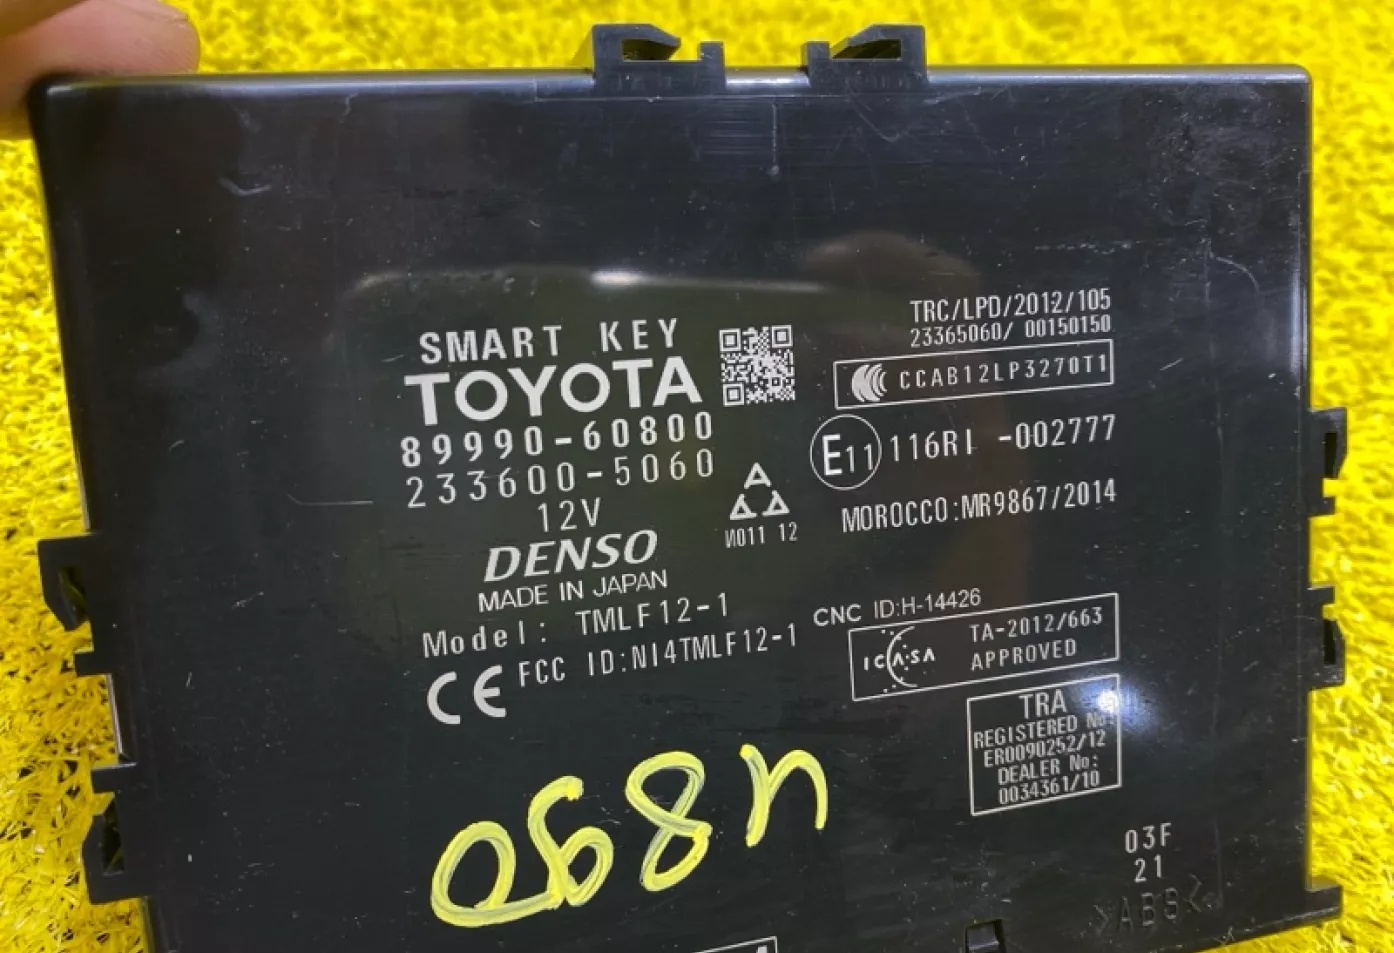 SMART KEY
TOYOTA
89990-60800
233600-5060
12V
DENSO
MADE IN JAPAN
Model: TMLF12-1
FCC ID:NI4TMLF12-1
CE
И011 12
TRC/LPD/2012/105
23365060/ 00150150
CCAB12LP3270T1
E11 116RI -002777
MOROCCO:MR9867/2014
CNC ID:H-14426
ICASA TA-2012/663
APPROVED
TRA
REGISTERED No:
ER0090252/12
DEALER No:
0034361/10
03F
21
>ABS<